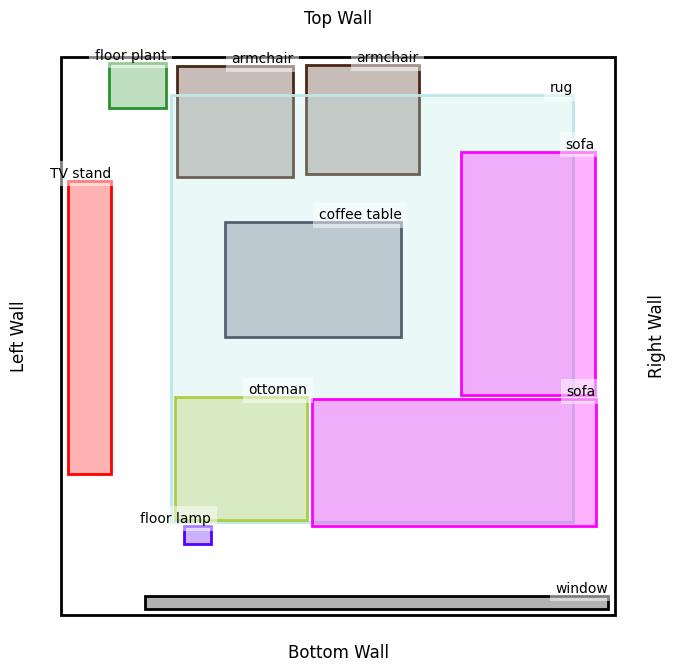 Top Wall
floor plant
armchair
armchair
rug
sofa
TV stand
coffee table
Left Wall
Right Wall
ottoman
sofa
floor lamp
window
Bottom Wall